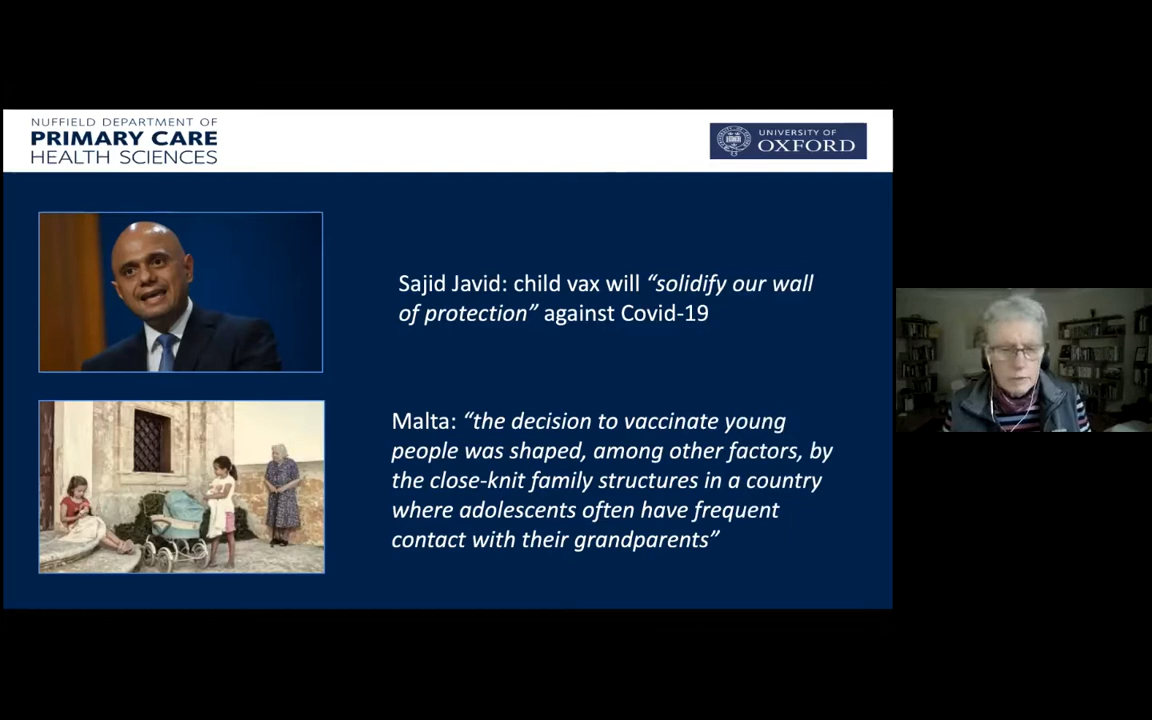 NUFFIELD DEPARTMENT OF
PRIMARY CARE
HEALTH SCIENCES
UNIVERSITY OF
OXFORD
Sajid Javid: child vax will “solidify our wall
of protection” against Covid-19
Malta: “the decision to vaccinate young
people was shaped, among other factors, by
the close-knit family structures in a country
where adolescents often have frequent
contact with their grandparents”